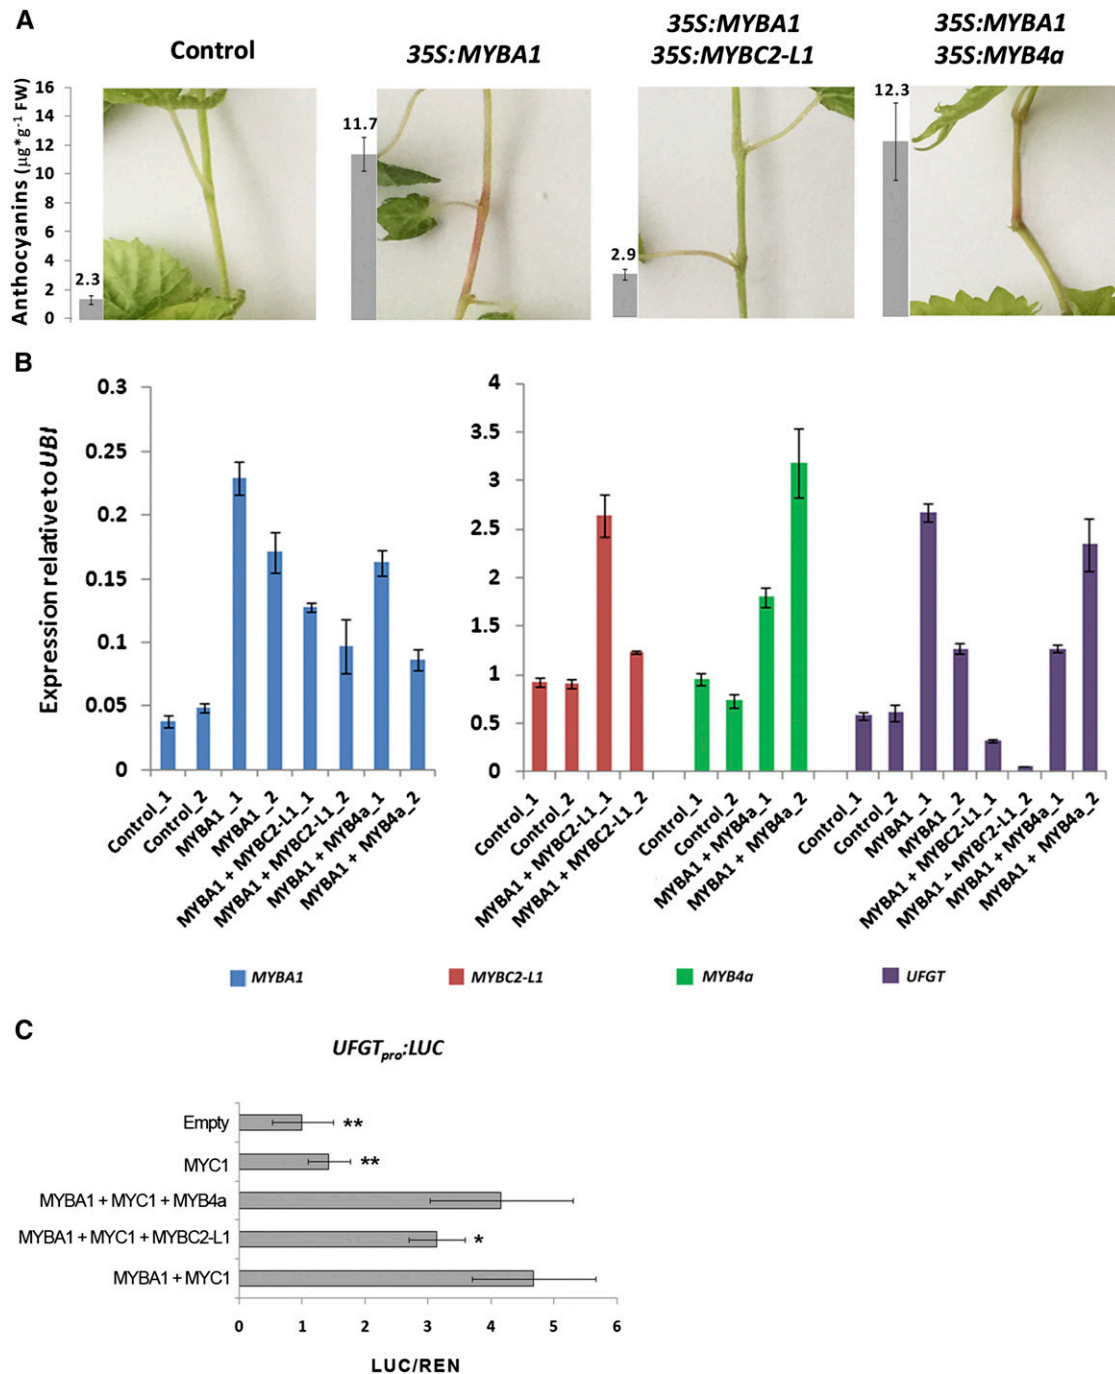 A
Control
35S:MYBA1
35S:MYBA1
35S:MYBC2-L1
35S:MYBA1
35S:MYB4a
Anthocyanins (µg*g-1 FW)
16
14
12
10
8
6
4
2
0
2.3
11.7
2.9
12.3
B
Expression relative to UBI
0.3
0.25
0.2
0.15
0.1
0.05
0
Control_1
Control_2
MYBA1_1
MYBA1_2
MYBA1 + MYBC2-L1_1
MYBA1 + MYBC2-L1_2
MYBA1 + MYB4a_1
MYBA1 + MYB4a_2
4
3.5
3
2.5
2
1.5
1
0.5
0
Control_1
Control_2
MYBA1 + MYBC2-L1_1
MYBA1 + MYBC2-L1_2
Control_1
Control_2
MYBA1 + MYB4a_1
MYBA1 + MYB4a_2
Control_1
Control_2
MYBA1_1
MYBA1_2
MYBA1 + MYBC2-L1_1
MYBA1 + MYBC2-L1_2
MYBA1 + MYB4a_1
MYBA1 + MYB4a_2
MYBA1
MYBC2-L1
MYB4a
UFGT
C
UFGTpro:LUC
Empty **
MYC1 **
MYBA1 + MYC1 + MYB4a
MYBA1 + MYC1 + MYBC2-L1 *
MYBA1 + MYC1
0 1 2 3 4 5 6
LUC/REN